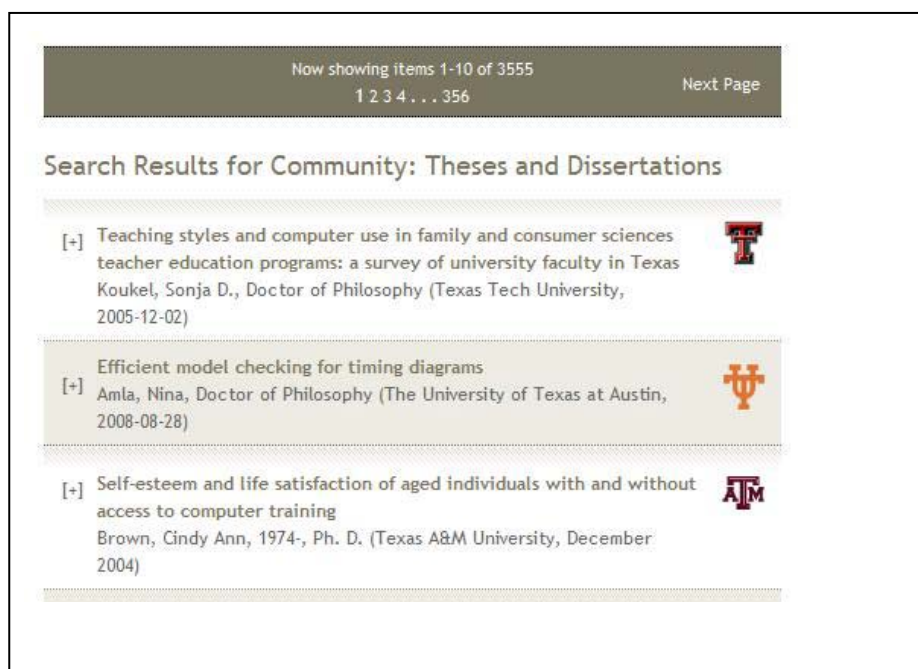 Now showing items 1-10 of 3555
1 2 3 4 . . . 356
Next Page
Search Results for Community: Theses and Dissertations
[+] Teaching styles and computer use in family and consumer sciences
teacher education programs: a survey of university faculty in Texas
Koukel, Sonja D., Doctor of Philosophy (Texas Tech University,
2005-12-02)
Efficient model checking for timing diagrams
[+] Amla, Nina, Doctor of Philosophy (The University of Texas at Austin,
2008-08-28)
[+] Self-esteem and life satisfaction of aged individuals with and without
access to computer training
Brown, Cindy Ann, 1974-, Ph. D. (Texas A&M University, December
2004)